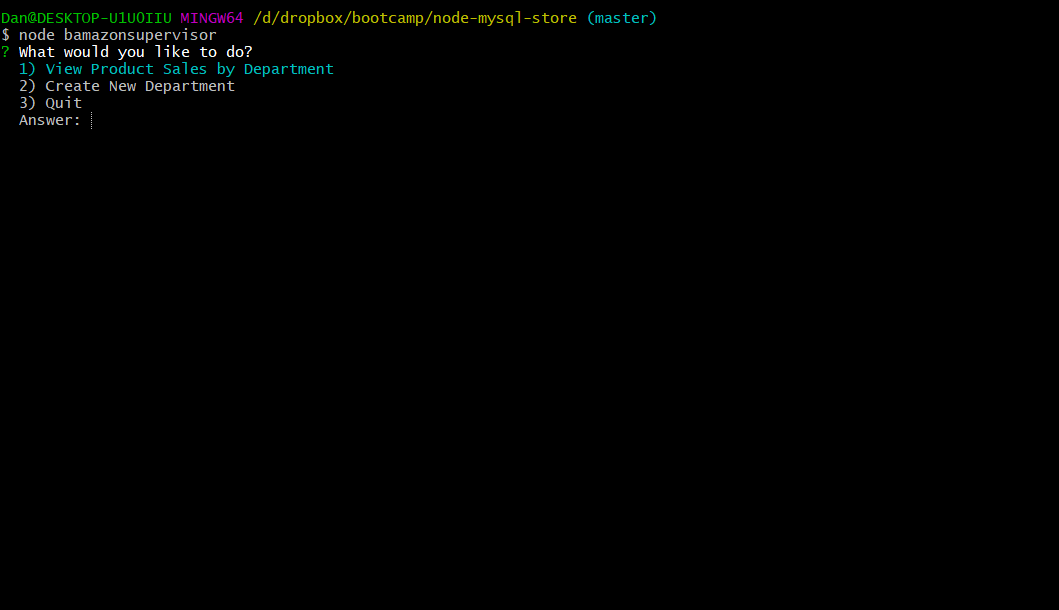 Dan@DESKTOP-U1U0IIU MINGW64 /d/dropbox/bootcamp/node-mysql-store (master)
$ node bamazonsupervisor
? What would you like to do?
1) View Product Sales by Department
2) Create New Department
3) Quit
Answer: